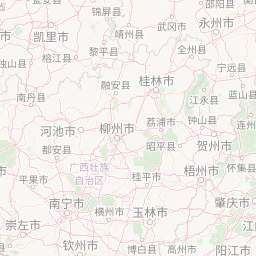 瓮安县
锦屏县
邵阳县
武冈市
永州市
凯里市
靖州县
榕江县
黎平县
全州县
独山县
融安县
桂林市
宁远县
南丹县
江永县
蓝山县
河池市
柳州市
荔浦市
钟山县
都安县
昭平县
贺州市
广西壮族
自治区
平果市
桂平市
梧州市
怀集县
南宁市
横州市
玉林市
肇庆市
崇左市
钦州市
博白县
高州市
阳江市